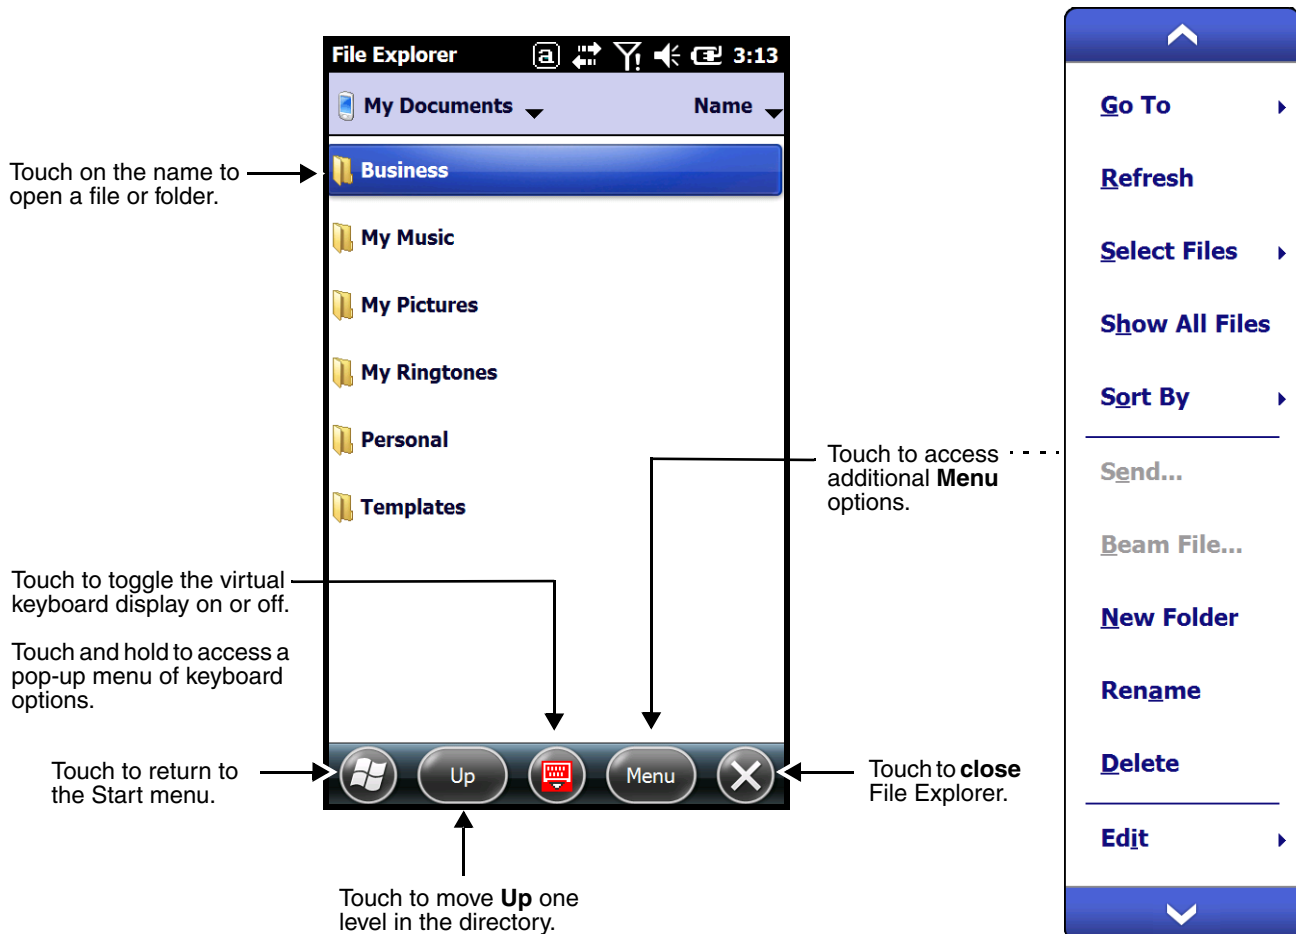 File Explorer a 3:13
My Documents Name
Business
My Music
My Pictures
My Ringtones
Personal
Templates
Up Menu
Touch on the name to
open a file or folder.
Touch to toggle the virtual
keyboard display on or off.
Touch and hold to access a
pop-up menu of keyboard
options.
Touch to return to
the Start menu.
Touch to move Up one
level in the directory.
Touch to access
additional Menu
options.
Touch to close
File Explorer.
Go To
Refresh
Select Files
Show All Files
Sort By
Send...
Beam File...
New Folder
Rename
Delete
Edit